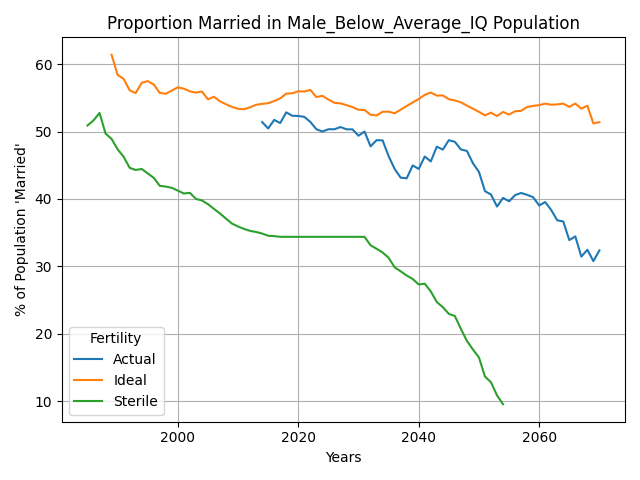 Proportion Married in Male_Below_Average_IQ Population
% of Population 'Married'
60
50
40
30
20
10
Fertility
Actual
Ideal
Sterile
2000 2020 2040 2060
Years